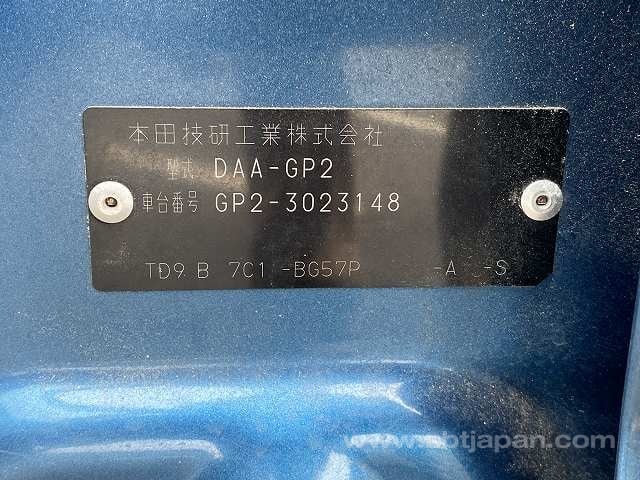 本田技研工業株式会社
型式 DAA-GP2
車台番号 GP2-3023148
TD9 B 7C1 -BG57P -A -S
www.sbtjapan.com